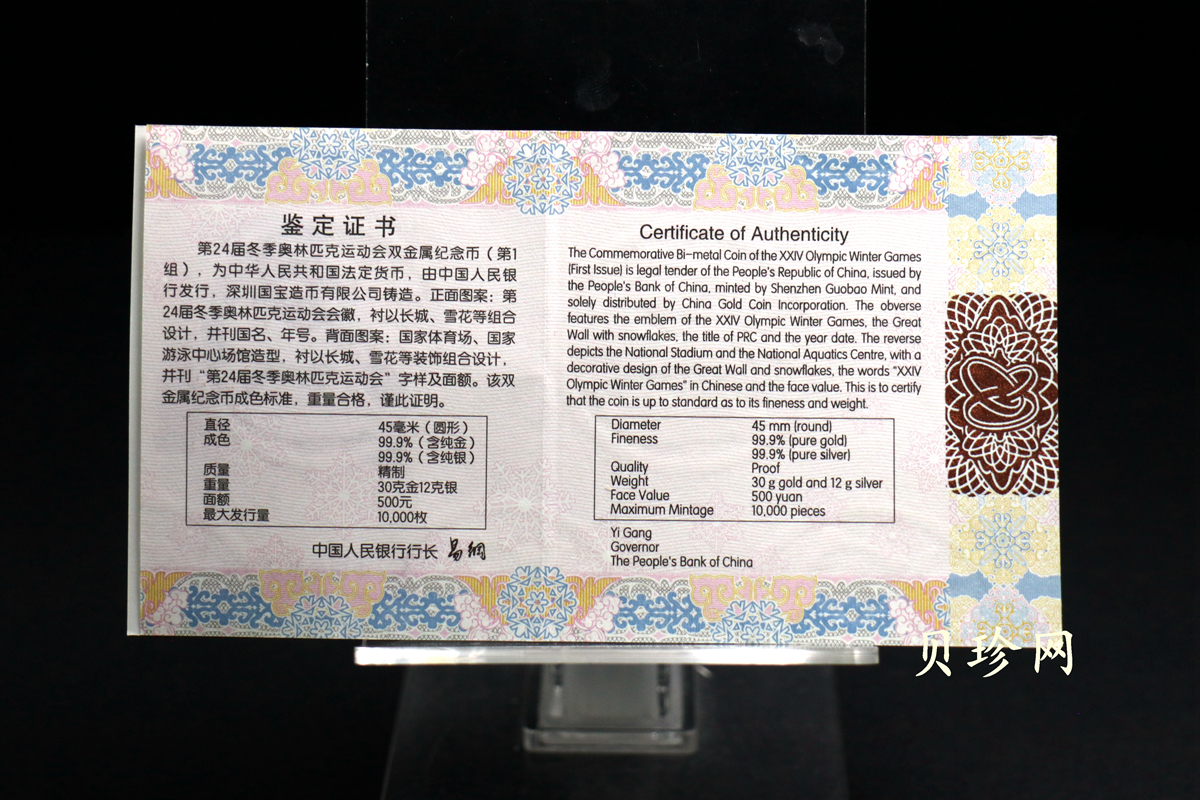 鉴定证书
第24届冬季奥林匹克运动会双金属纪念币（第1
组），为中华人民共和国法定货币，由中国人民银
行发行，深圳国宝造币有限公司铸造。正面图案：第
24届冬季奥林匹克运动会会徽，衬以长城、雪花等组合
设计，并刊国名、年号。背面图案：国家体育场、国家
游泳中心场馆造型，衬以长城、雪花等装饰组合设计，
并刊“第24届冬季奥林匹克运动会”字样及面额。该双
金属纪念币成色标准，重量合格，谨此证明。
直径 45毫米（圆形）
成色 99.9%（含纯金）
99.9%（含纯银）
质量 精制
重量 30克金12克银
面额 500元
最大发行量 10,000枚
中国人民银行行长 易纲
Certificate of Authenticity
The Commemorative Bi-metal Coin of the XXIV Olympic Winter Games
(First Issue) is legal tender of the People's Republic of China, issued by
the People's Bank of China, minted by Shenzhen Guobao Mint, and
solely distributed by China Gold Coin Incorporation. The obverse
features the emblem of the XXIV Olympic Winter Games, the Great
Wall with snowflakes, the title of PRC and the year date. The reverse
depicts the National Stadium and the National Aquatics Centre, with a
decorative design of the Great Wall and snowflakes, the words "XXIV
Olympic Winter Games" in Chinese and the face value. This is to certify
that the coin is up to standard as to its fineness and weight.
Diameter 45 mm (round)
Fineness 99.9% (pure gold)
99.9% (pure silver)
Quality Proof
Weight 30 g gold and 12 g silver
Face Value 500 yuan
Maximum Mintage 10,000 pieces
Yi Gang
Governor
The People's Bank of China
贝珍网